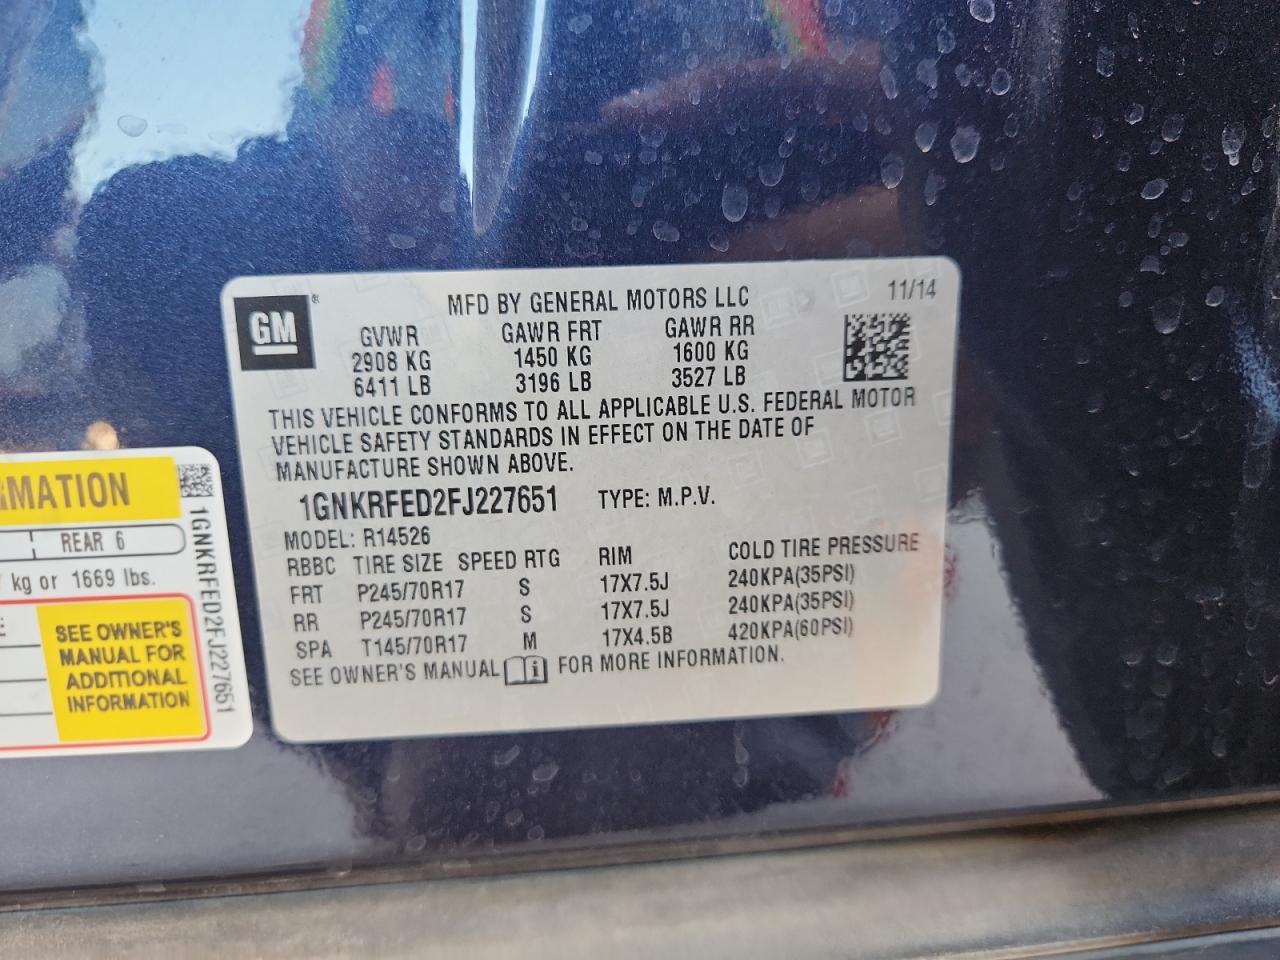 GM
®
MFD BY GENERAL MOTORS LLC
11/14
GVWR GAWR FRT GAWR RR
2908 KG 1450 KG 1600 KG
6411 LB 3196 LB 3527 LB
THIS VEHICLE CONFORMS TO ALL APPLICABLE U.S. FEDERAL MOTOR
VEHICLE SAFETY STANDARDS IN EFFECT ON THE DATE OF
MANUFACTURE SHOWN ABOVE.
1GNKRFED2FJ227651 TYPE: M.P.V.
MODEL: R14526
RBBC TIRE SIZE SPEED RTG RIM COLD TIRE PRESSURE
FRT P245/70R17 S 17X7.5J 240KPA(35PSI)
RR P245/70R17 S 17X7.5J 240KPA(35PSI)
SPA T145/70R17 M 17X4.5B 420KPA(60PSI)
SEE OWNER'S MANUAL i FOR MORE INFORMATION.
MATION
REAR 6
kg or 1669 lbs.
E
SEE OWNER'S
MANUAL FOR
ADDITIONAL
INFORMATION
1GNKRFED2FJ227651